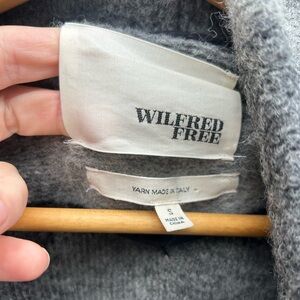 WILFRED
FREE
YARN MADE IN ITALY
S
MADE IN
CHINA